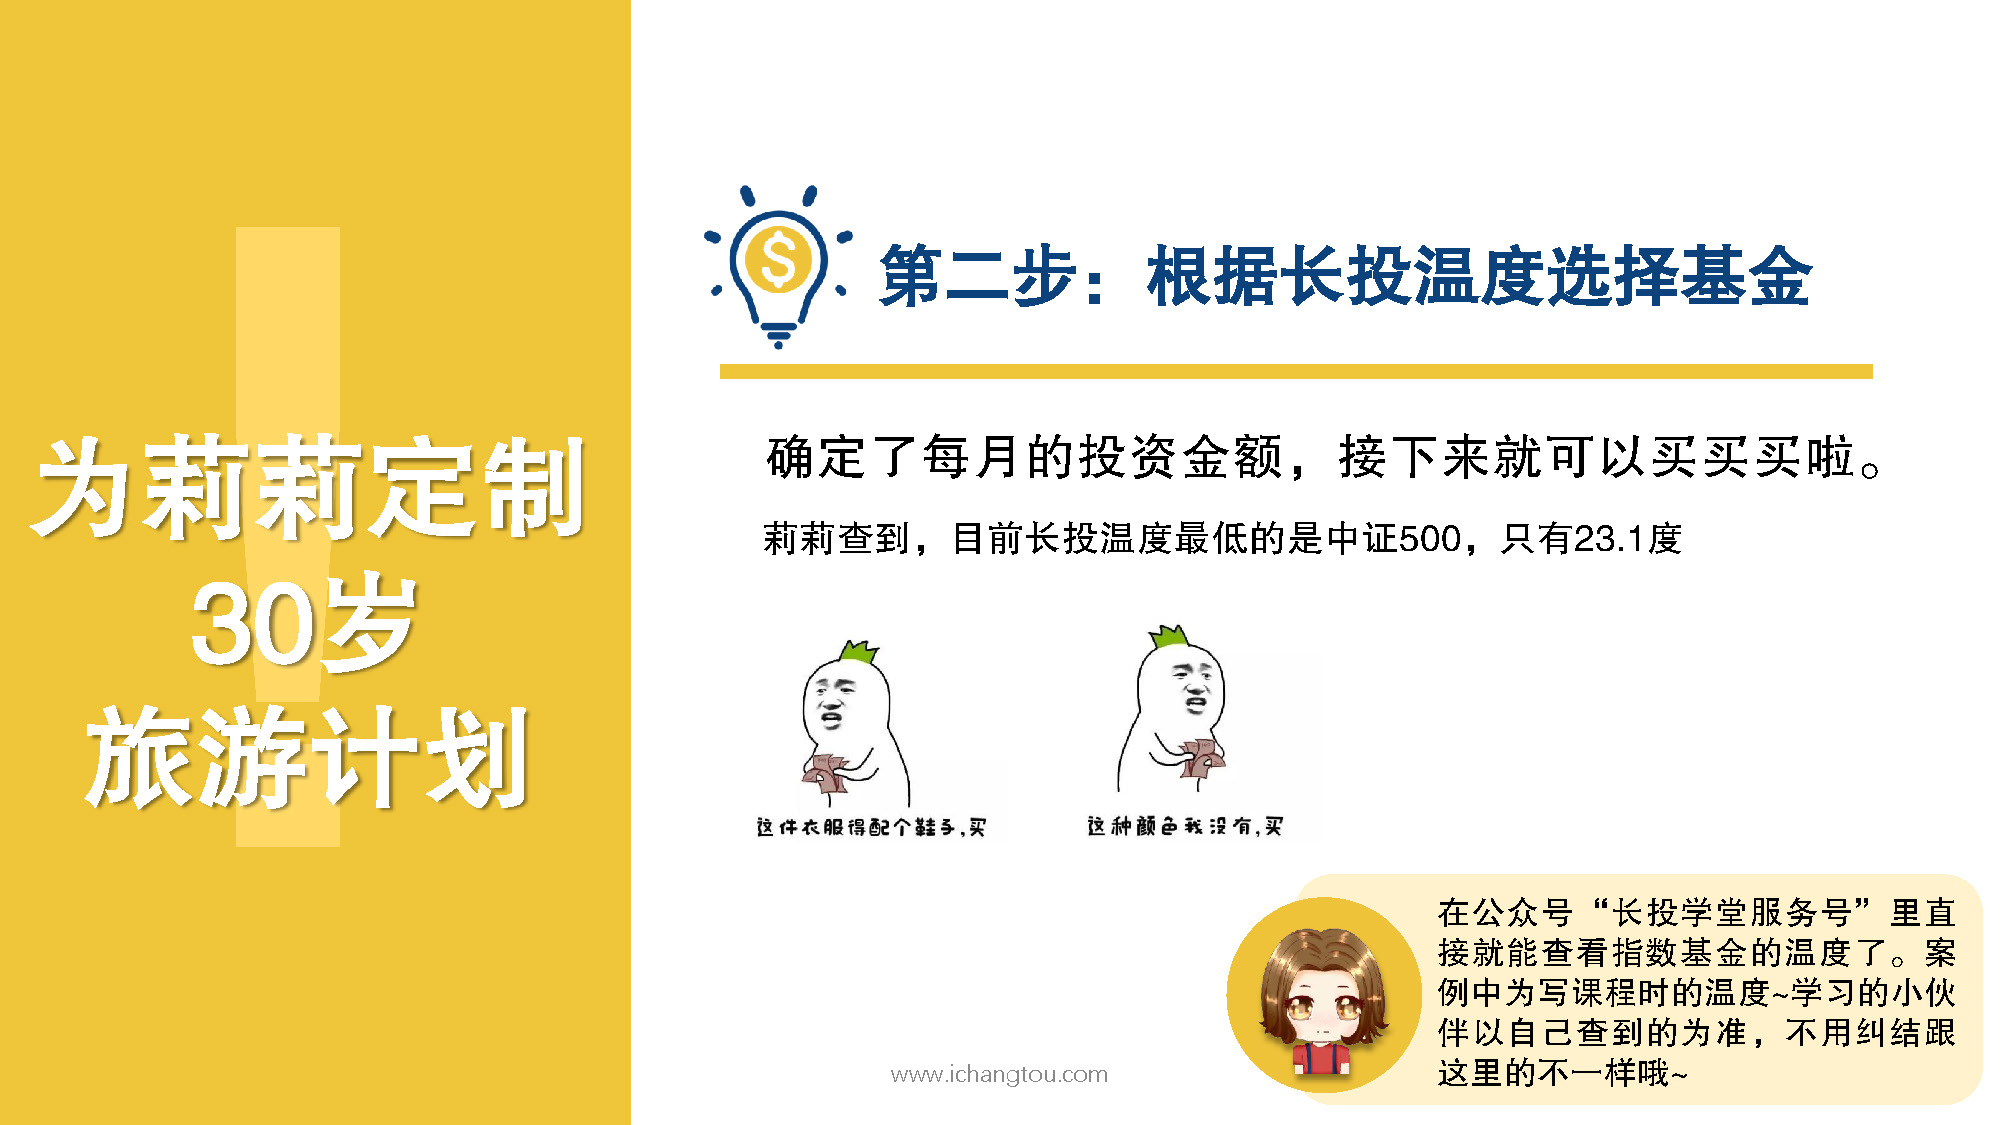 为莉莉定制
30岁
旅游计划
第二步：根据长投温度选择基金
确定了每月的投资金额，接下来就可以买买买啦。
莉莉查到，目前长投温度最低的是中证500，只有23.1度
这件衣服得配个鞋子,买
这种颜色我没有,买
在公众号“长投学堂服务号”里直
接就能查看指数基金的温度了。案
例中为写课程时的温度~学习的小伙
伴以自己查到的为准，不用纠结跟
这里的不一样哦~
www.ichangtou.com